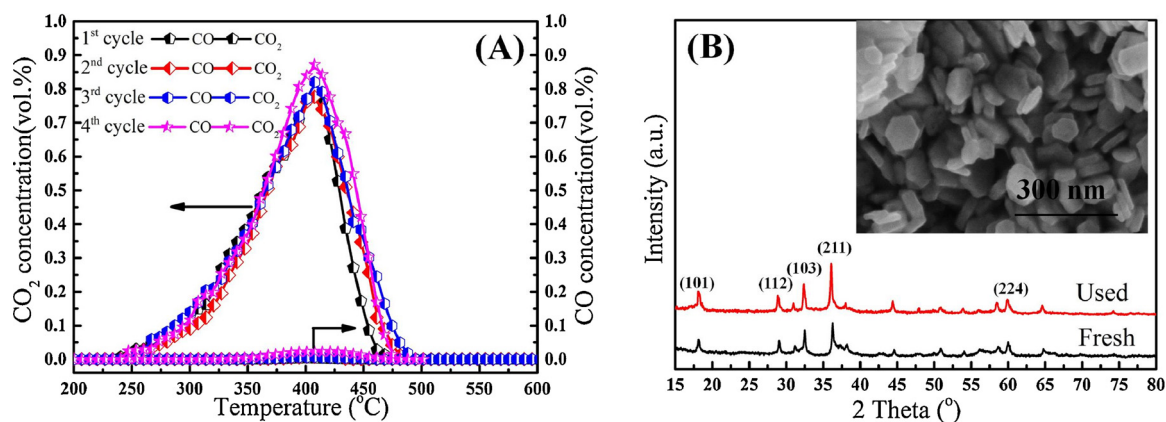 (A)
CO₂ concentration(vol.%)
1.0
0.9
0.8
0.7
0.6
0.5
0.4
0.3
0.2
0.1
0.0
1st cycle CO CO₂
2nd cycle CO CO₂
3rd cycle CO CO₂
4th cycle CO CO₂
1.0
0.9
0.8
0.7
0.6
0.5
0.4
0.3
0.2
0.1
0.0
CO concentration(vol.%)
200 250 300 350 400 450 500 550 600
Temperature (°C)
(B)
300 nm
Intensity (a.u.)
(101) (112) (103) (211) (224)
Used
Fresh
15 20 25 30 35 40 45 50 55 60 65 70 75 80
2 Theta (°)